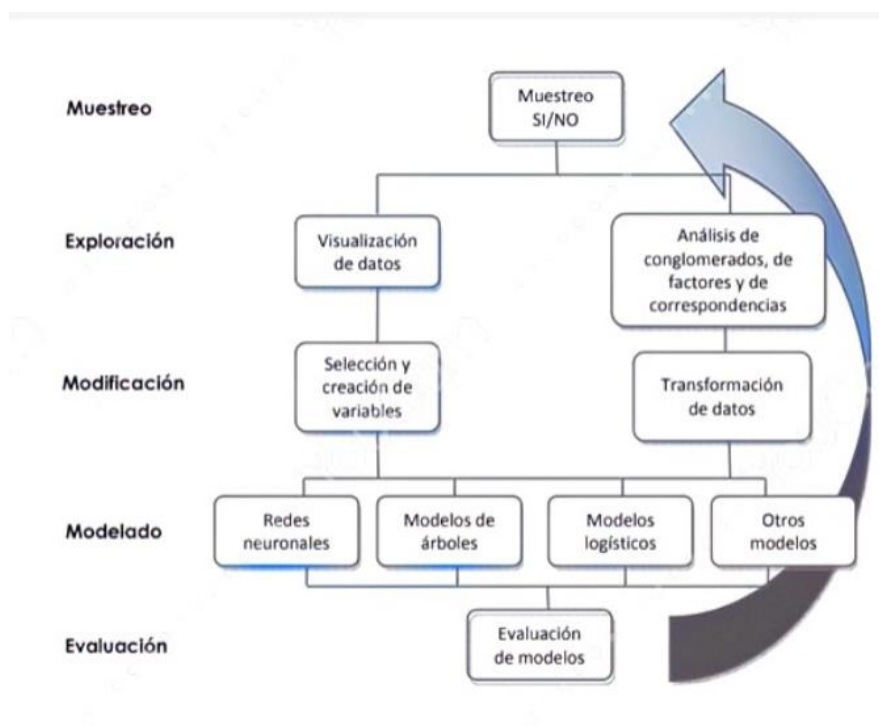 Muestreo
Muestreo
SI/NO
Exploración
Visualización
de datos
Análisis de
conglomerados, de
factores y de
correspondencias
Modificación
Selección y
creación de
variables
Transformación
de datos
Modelado
Redes
neuronales
Modelos de
árboles
Modelos
logísticos
Otros
modelos
Evaluación
Evaluación
de modelos